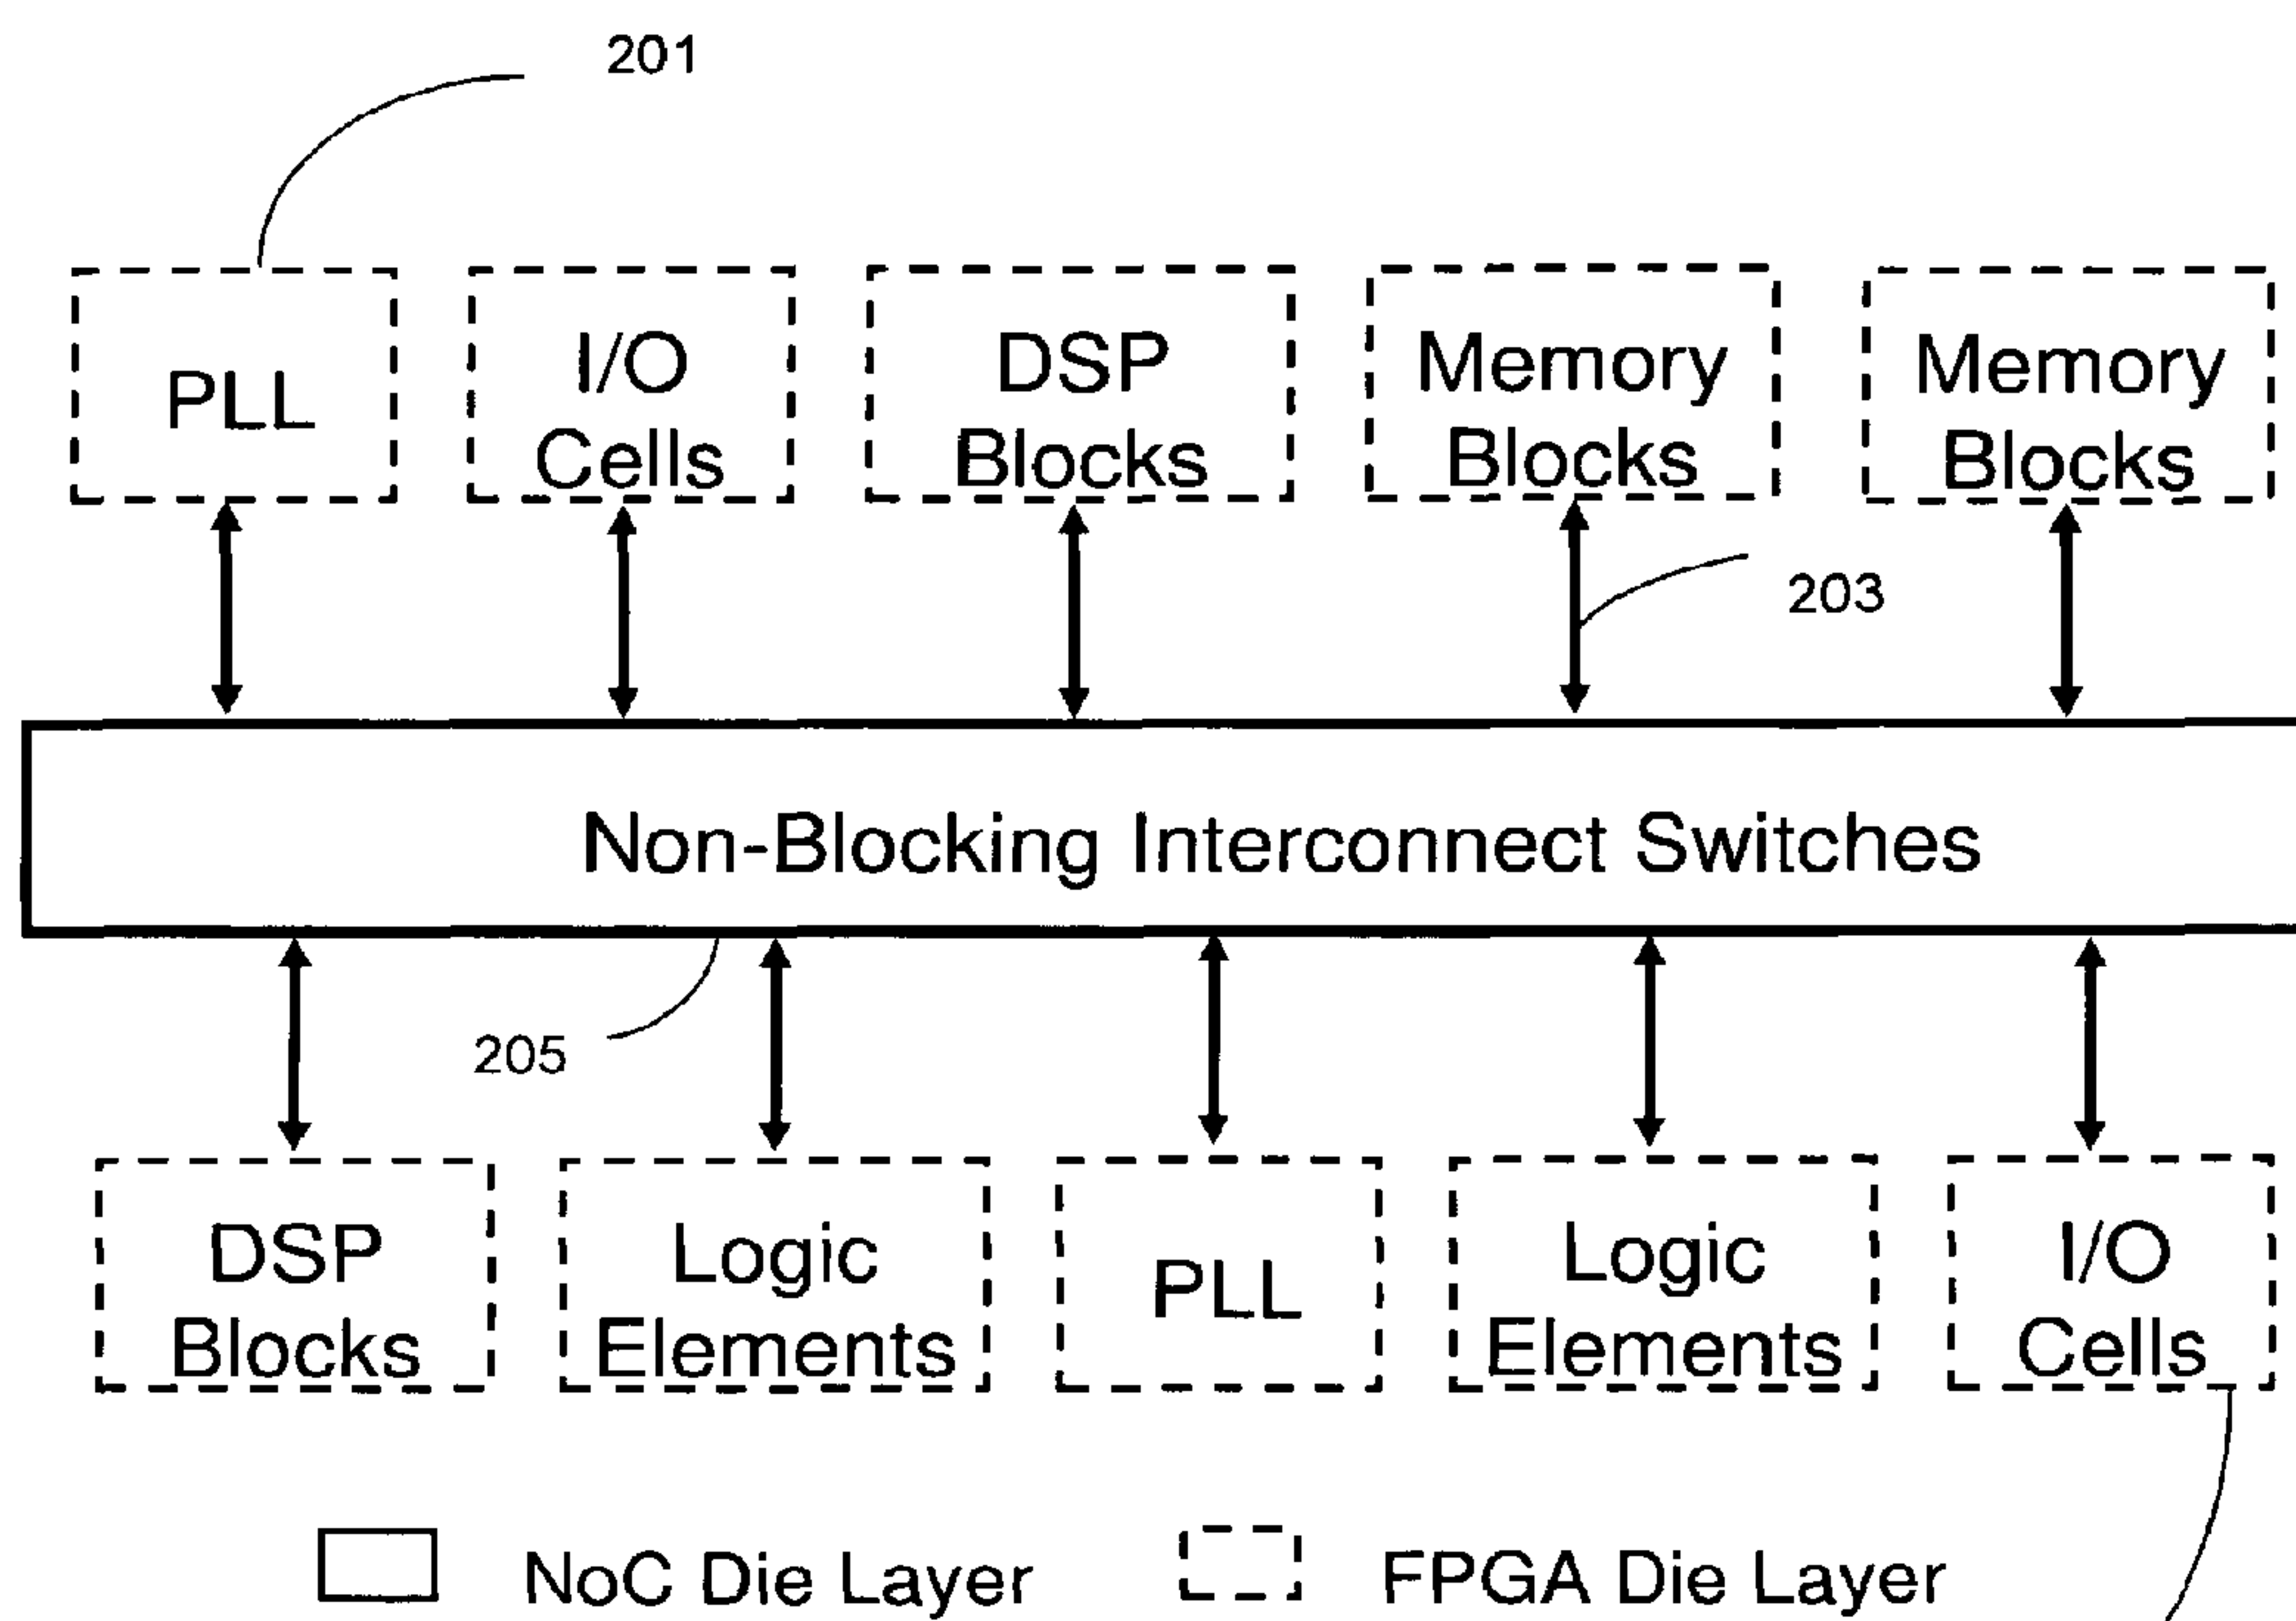 201
PLL
I/O
Cells
DSP
Blocks
Memory
Blocks
Memory
Blocks
203
Non-Blocking Interconnect Switches
205
DSP
Blocks
Logic
Elements
PLL
Logic
Elements
I/O
Cells
NoC Die Layer
FPGA Die Layer